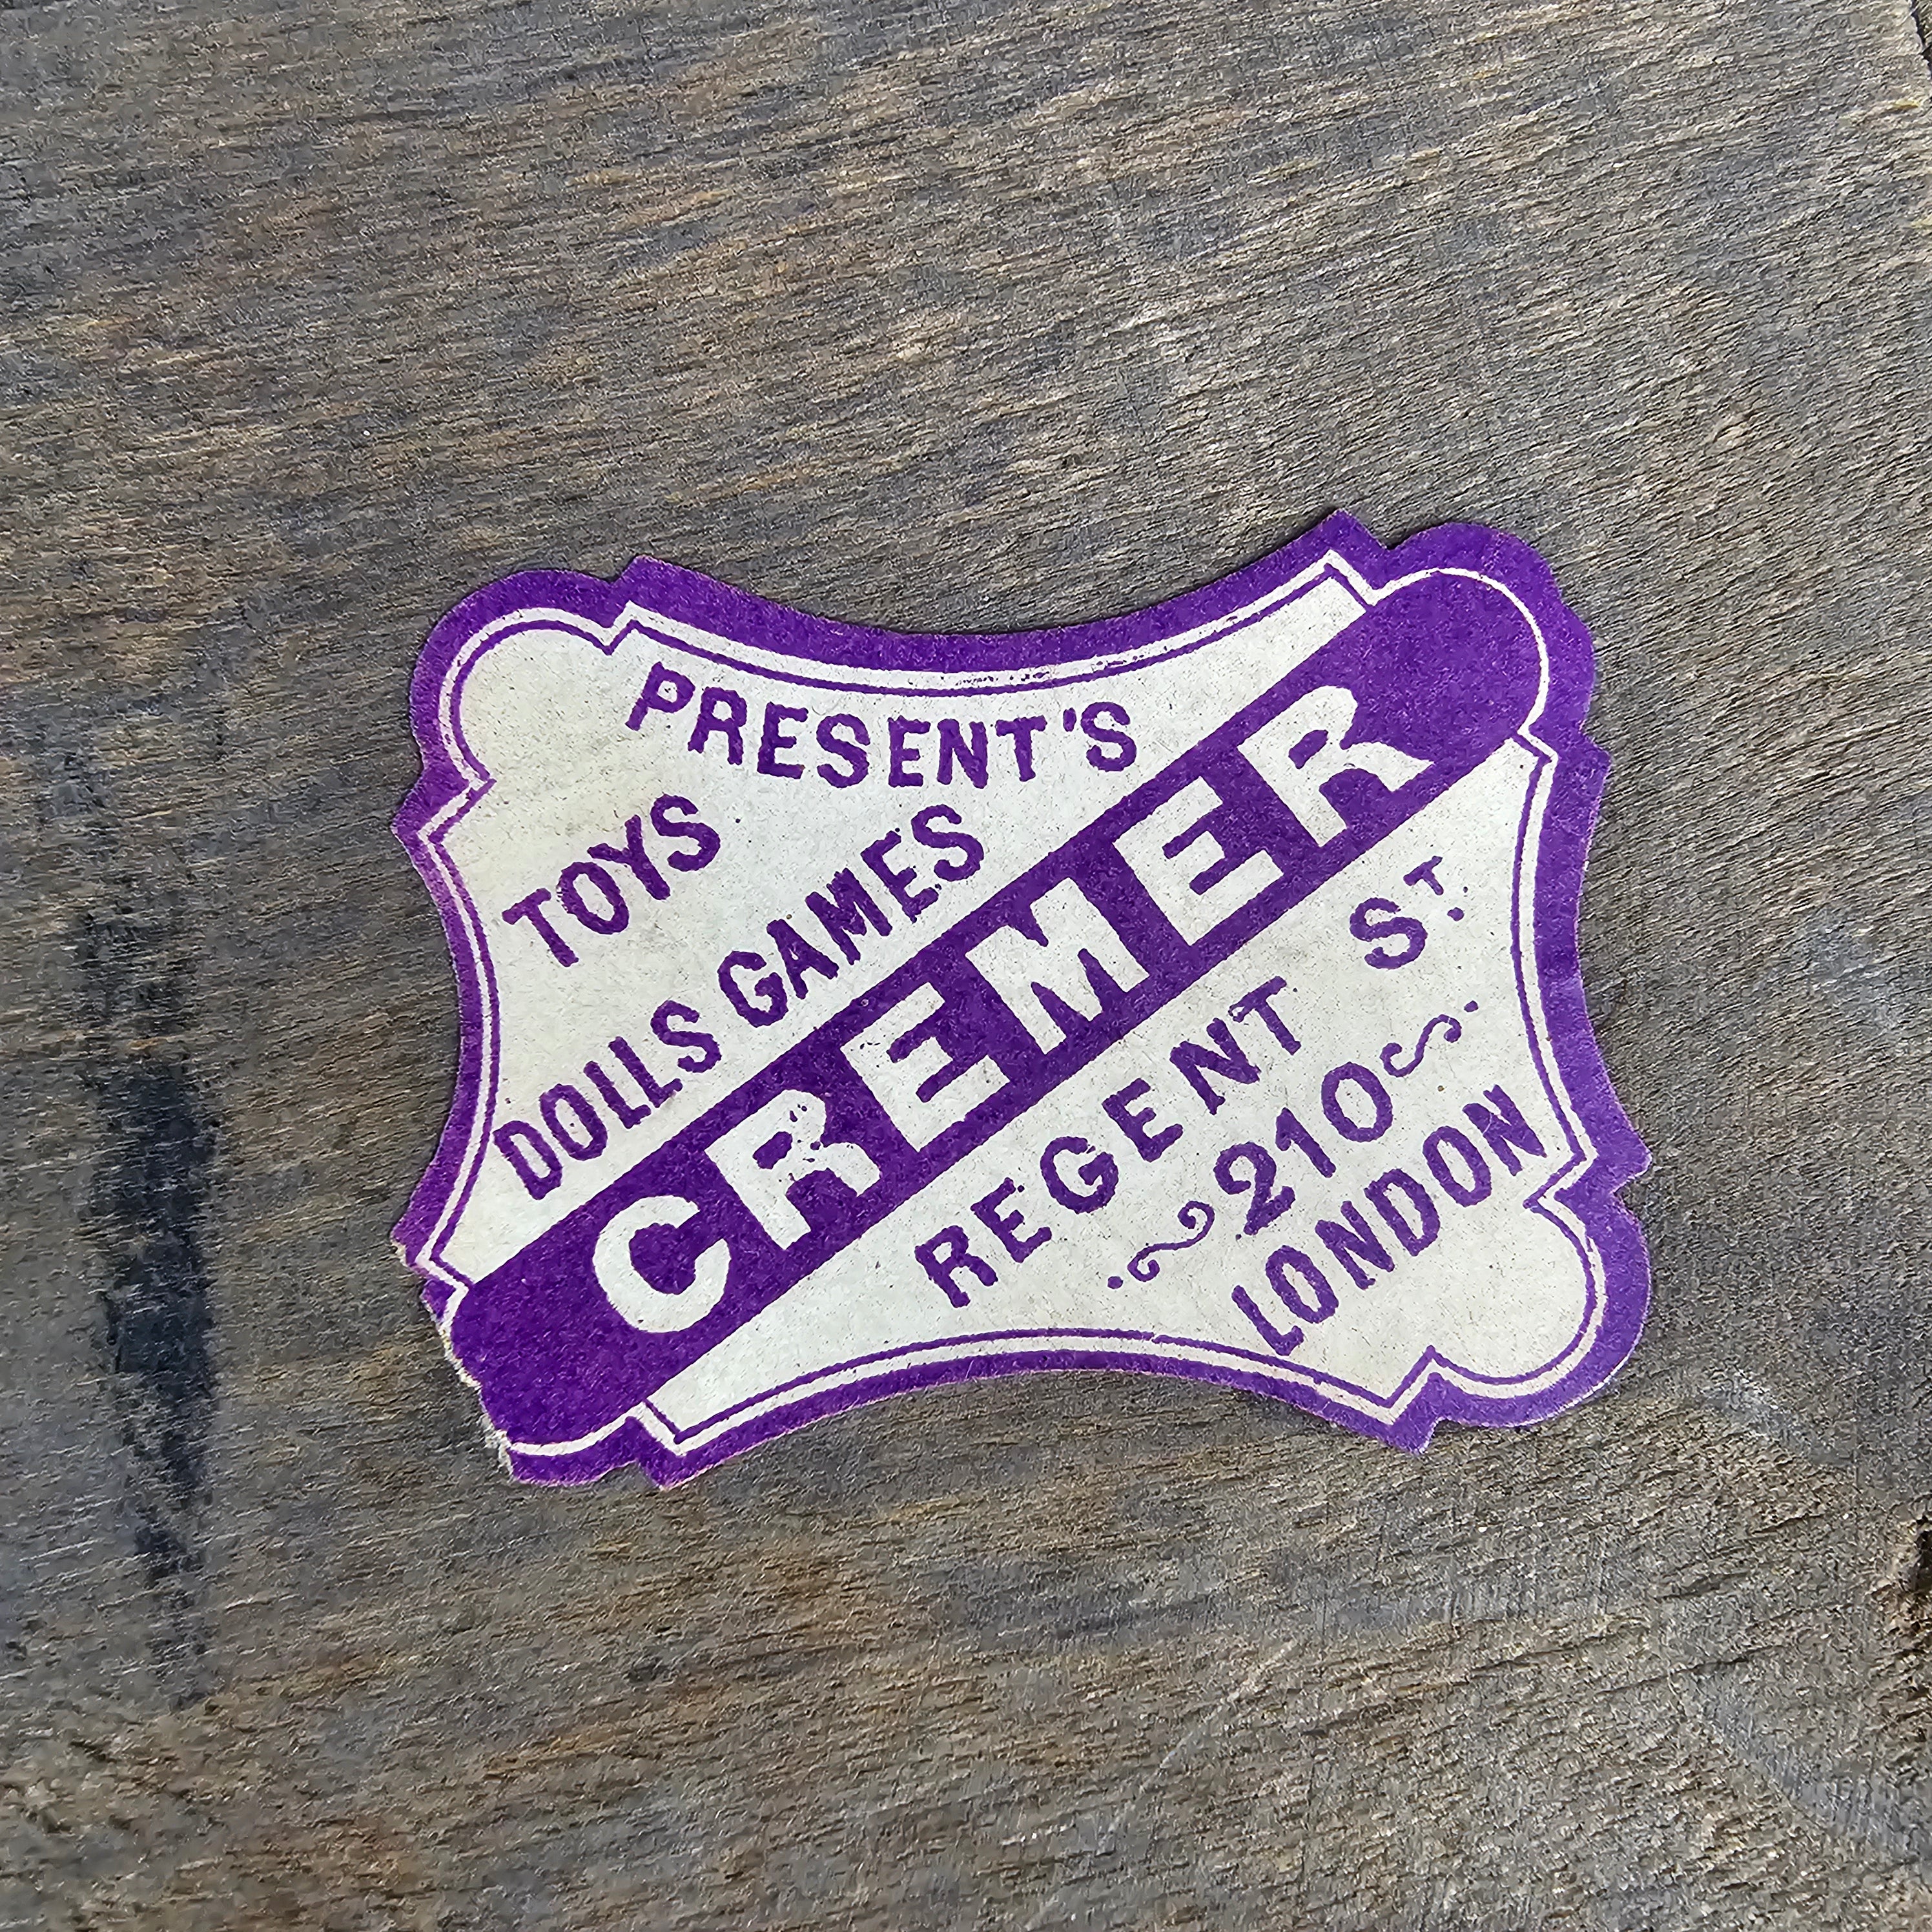 PRESENT'S
TOYS
DOLLS GAMES
CREMER
REGENT ST.
210
LONDON